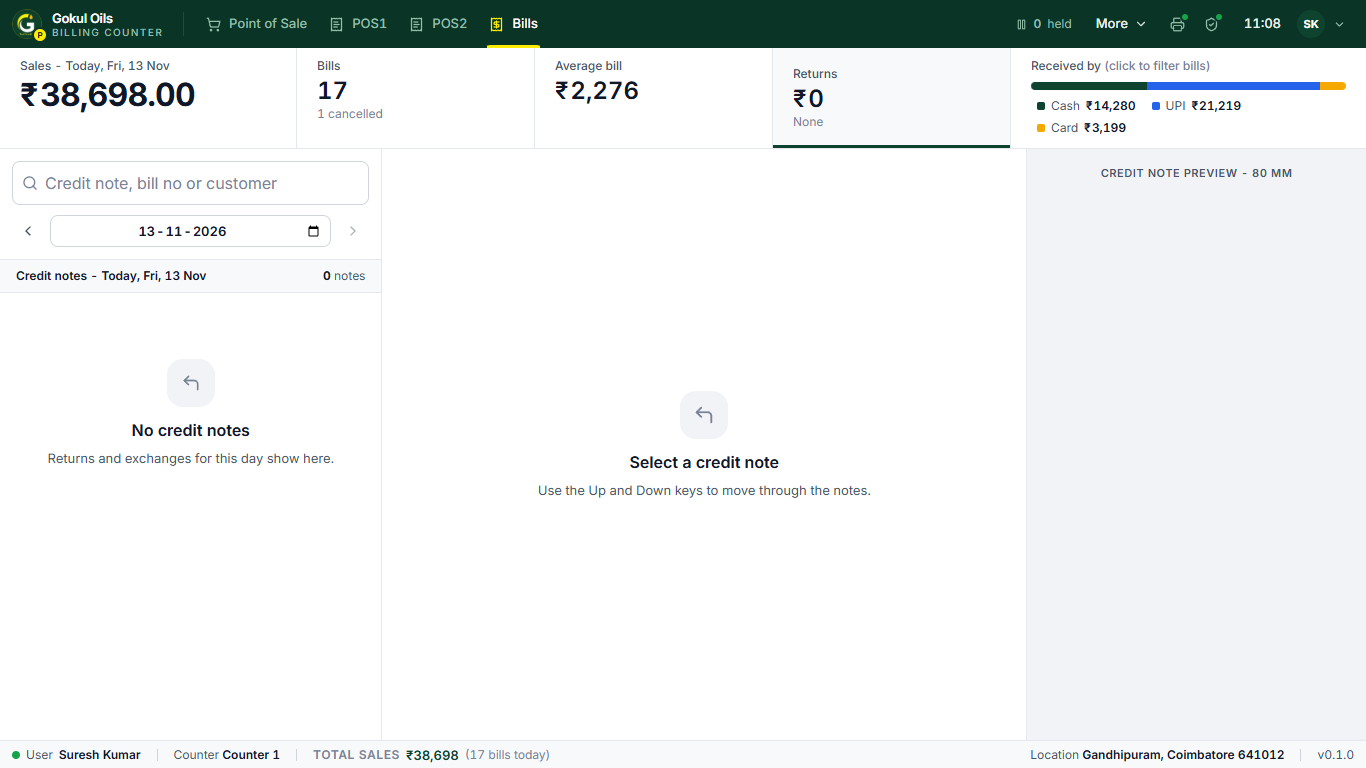 Gokul Oils
BILLING COUNTER
Point of Sale
POS1
POS2
Bills
0 held
More
11:08
SK
G
P
Sales - Today, Fri, 13 Nov
₹38,698.00
Bills
17
1 cancelled
Average bill
₹2,276
Returns
₹0
None
Received by (click to filter bills)
Cash ₹14,280
UPI ₹21,219
Card ₹3,199
Credit note, bill no or customer
13-11-2026
Credit notes - Today, Fri, 13 Nov
0 notes
No credit notes
Returns and exchanges for this day show here.
Select a credit note
Use the Up and Down keys to move through the notes.
CREDIT NOTE PREVIEW - 80 MM
User Suresh Kumar
Counter Counter 1
TOTAL SALES ₹38,698 (17 bills today)
Location Gandhipuram, Coimbatore 641012
v0.1.0